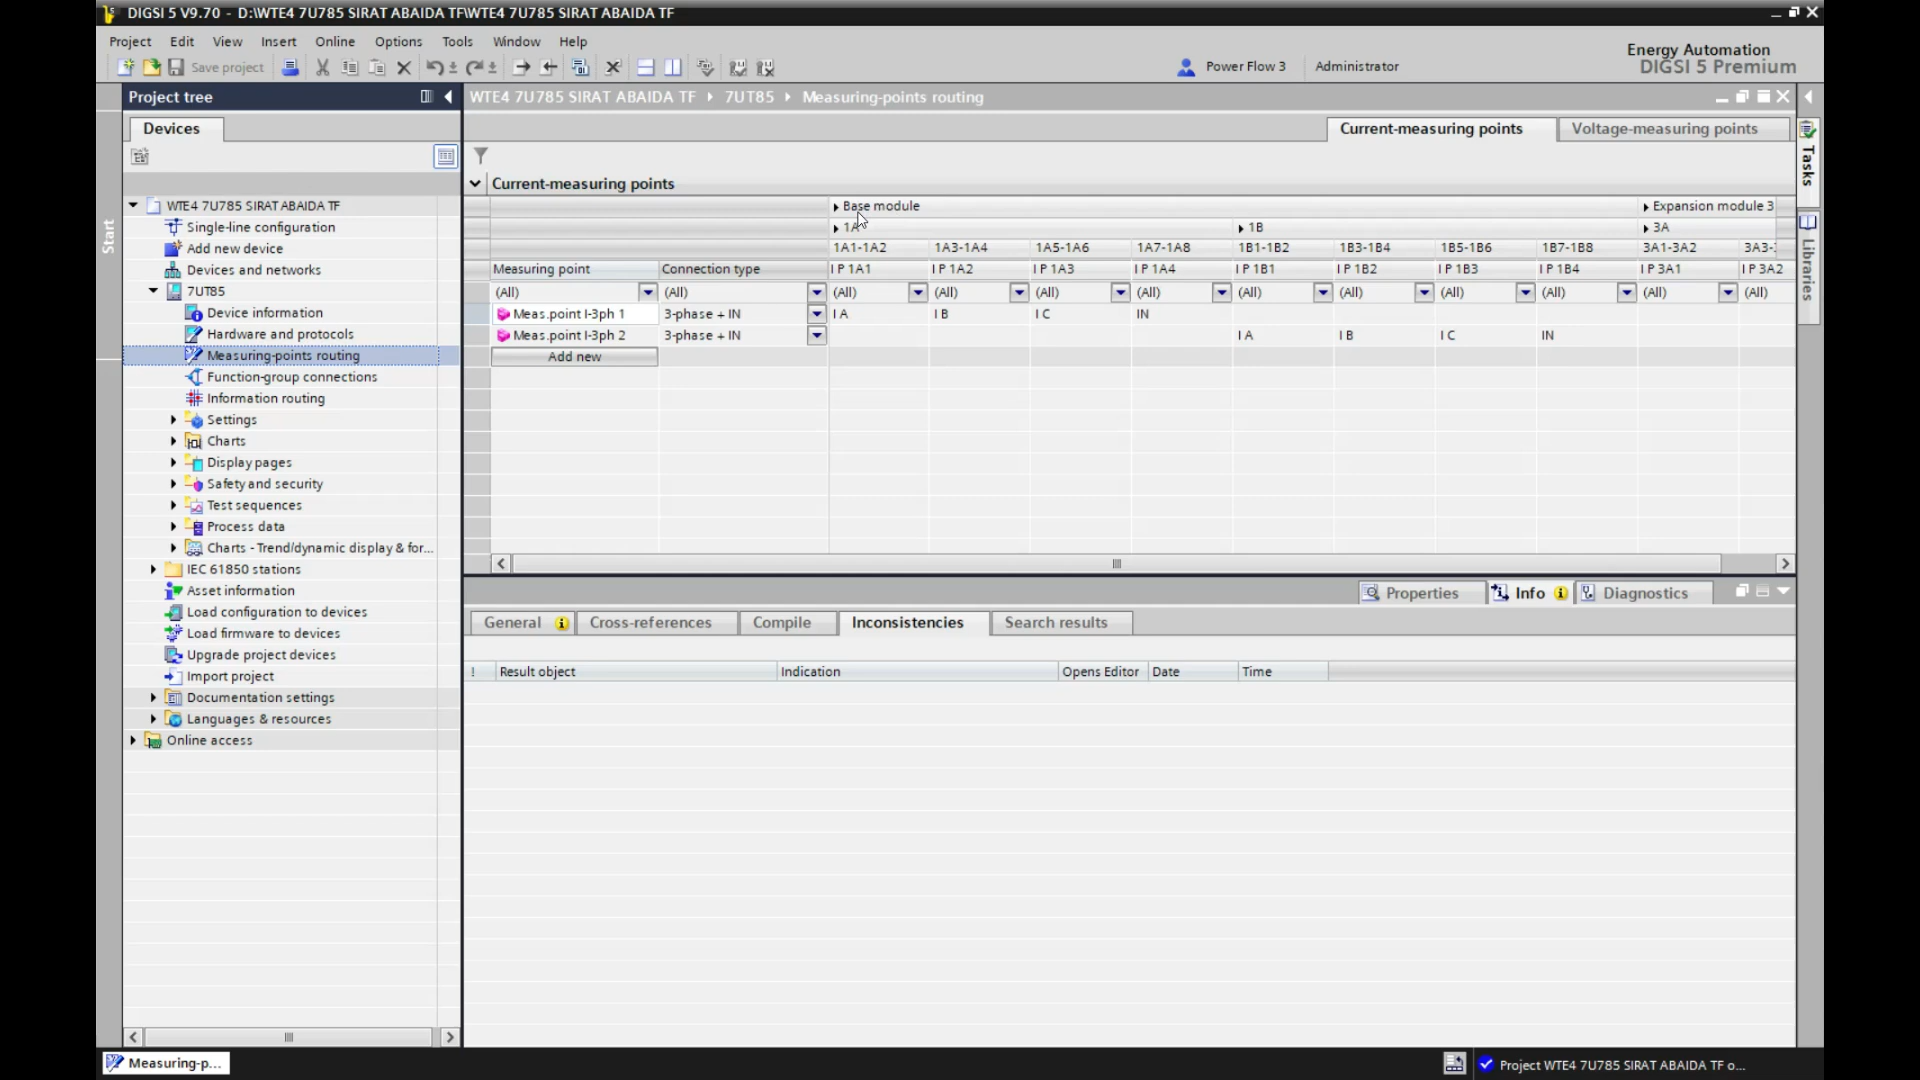 DIGSI 5 V9.70 - D:\WTE4 7U785 SIRAT ABAIDA TF\WTE4 7U785 SIRAT ABAIDA TF
Project Edit View Insert Online Options Tools Window Help
Save project
Power Flow 3 Administrator
Energy Automation
DIGSI 5 Premium
Project tree
WTE4 7U785 SIRAT ABAIDA TF 7UT85 Measuring-points routing
Devices
Current-measuring points Voltage-measuring points
Start
WTE4 7U785 SIRAT ABAIDA TF
Single-line configuration
Add new device
Devices and networks
7UT85
Device information
Hardware and protocols
Measuring-points routing
Function-group connections
Information routing
Settings
Charts
Display pages
Safety and security
Test sequences
Process data
Charts - Trend/dynamic display & for...
IEC 61850 stations
Asset information
Load configuration to devices
Load firmware to devices
Upgrade project devices
Import project
Documentation settings
Languages & resources
Online access
Current-measuring points
Base module Expansion module 3
1A 1B 3A
1A1-1A2 1A3-1A4 1A5-1A6 1A7-1A8 1B1-1B2 1B3-1B4 1B5-1B6 1B7-1B8 3A1-3A2
Measuring point Connection type I P 1A1 I P 1A2 I P 1A3 I P 1A4 I P 1B1 I P 1B2 I P 1B3 I P 1B4 I P 3A1 I P 3A2
(All) (All) (All) (All) (All) (All) (All) (All) (All) (All) (All) (All)
Meas.point I-3ph 1 3-phase + IN I A I B I C IN
Meas.point I-3ph 2 3-phase + IN I A I B I C IN
Add new
Tasks
Libraries
Properties Info Diagnostics
General Cross-references Compile Inconsistencies Search results
! Result object Indication Opens Editor Date Time
Measuring-p...
Project WTE4 7U785 SIRAT ABAIDA TF o...